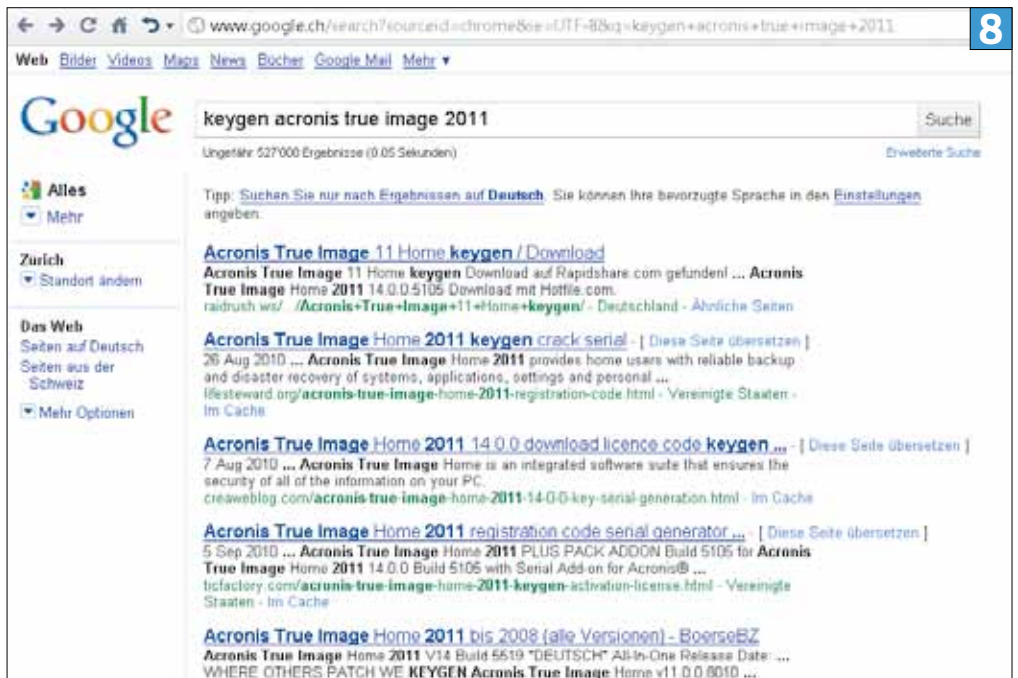 www.google.ch/search?sourceid=chrome&ie=UTF-8&q=keygen+acronis+true+image+2011
8
Web Bilder Videos Maps News Bücher Google Mail Mehr ▼
Google
keygen acronis true image 2011
Suche
Ungefähr 527'000 Ergebnisse (0.05 Sekunden)
Erweiterte Suche
Alles
Mehr
Zurich
Standort ändern
Das Web
Seiten auf Deutsch
Seiten aus der
Schweiz
Mehr Optionen
Tipp: Suchen Sie nur nach Ergebnissen auf Deutsch. Sie können Ihre bevorzugte Sprache in den Einstellungen
angeben.
Acronis True Image 11 Home keygen / Download
Acronis True Image 11 Home keygen Download auf Rapidshare.com gefunden! ... Acronis
True Image Home 2011 14.0.0.5105 Download mit Hotfile.com.
raidrush.ws/.../Acronis+True+Image+11+Home+keygen/ - Deutschland - Ähnliche Seiten
Acronis True Image Home 2011 keygen crack serial - [ Diese Seite übersetzen ]
26 Aug 2010 ... Acronis True Image Home 2011 provides home users with reliable backup
and disaster recovery of systems, applications, settings and personal ...
lifesteward.org/acronis-true-image-home-2011-registration-code.html - Vereinigte Staaten -
Im Cache
Acronis True Image Home 2011 14.0.0 download licence code keygen ... - [ Diese Seite übersetzen ]
7 Aug 2010 ... Acronis True Image Home is an integrated software suite that ensures the
security of all of the information on your PC.
creaweblog.com/acronis-true-image-home-2011-14-0-0-key-serial-generation.html - Im Cache
Acronis True Image Home 2011 registration code serial generator ... - [ Diese Seite übersetzen ]
5 Sep 2010 ... Acronis True Image Home 2011 PLUS PACK ADDON Build 5105 for Acronis
True Image Home 2011 14.0.0 Build 5105 with Serial Add-on for Acronis® ...
ticfactory.com/acronis-true-image-home-2011-keygen-activation-license.html - Vereinigte
Staaten - Im Cache
Acronis True Image Home 2011 bis 2008 (alle Versionen) - BoerseBZ
Acronis True Image Home 2011 V14 Build 5519 *DEUTSCH* All-In-One Release Date: ...
WHERE OTHERS PATCH WE KEYGEN Acronis True Image Home v11.0.0.8010 ...